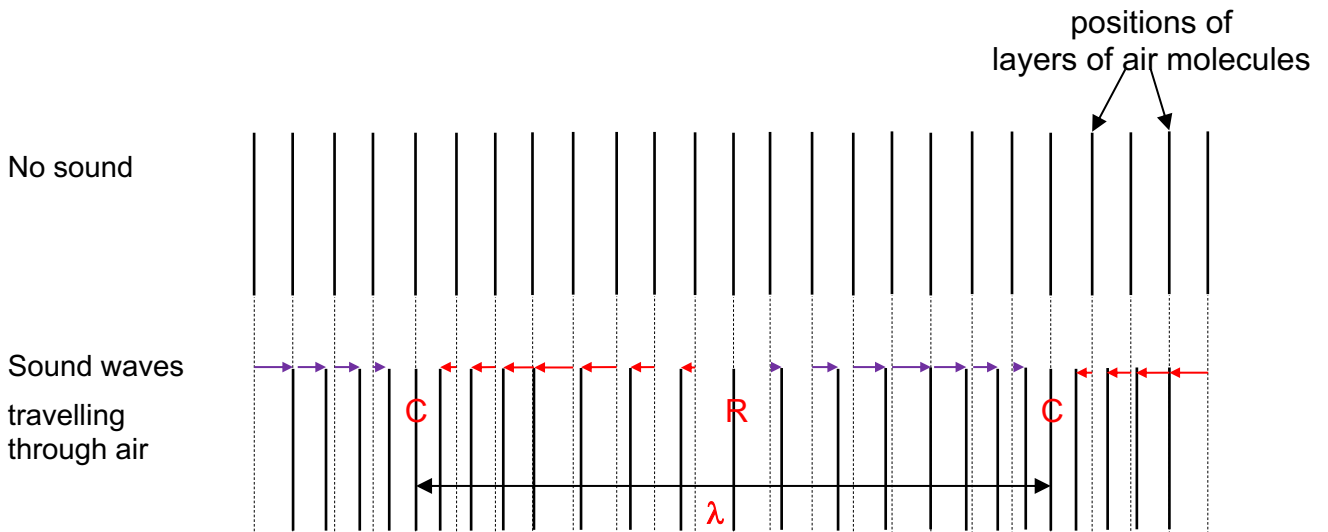 positions of
layers of air molecules
No sound
Sound waves
travelling
through air
C
R
C
λ